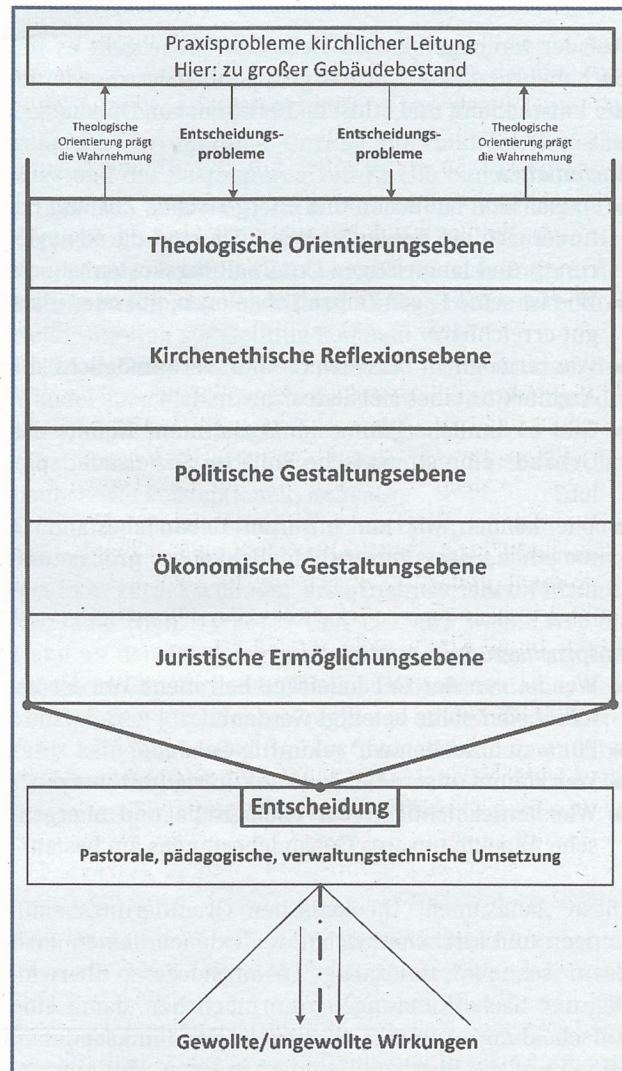 Praxisprobleme kirchlicher Leitung
Hier: zu großer Gebäudebestand
Theologische
Orientierung prägt
die Wahrnehmung
Entscheidungs-
probleme
Entscheidungs-
probleme
Theologische
Orientierung prägt
die Wahrnehmung
Theologische Orientierungsebene
Kirchenethische Reflexionsebene
Politische Gestaltungsebene
Ökonomische Gestaltungsebene
Juristische Ermöglichungsebene
Entscheidung
Pastorale, pädagogische, verwaltungstechnische Umsetzung
Gewollte/ungewollte Wirkungen